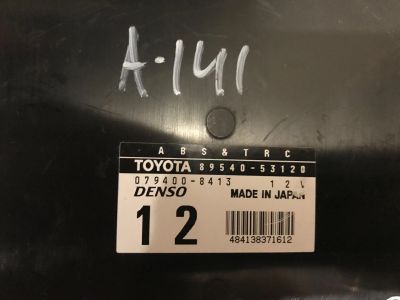 A-141
ABS&TRC
TOYOTA 89540-53120
079400-8413 12V
DENSO MADE IN JAPAN
12
484138371612